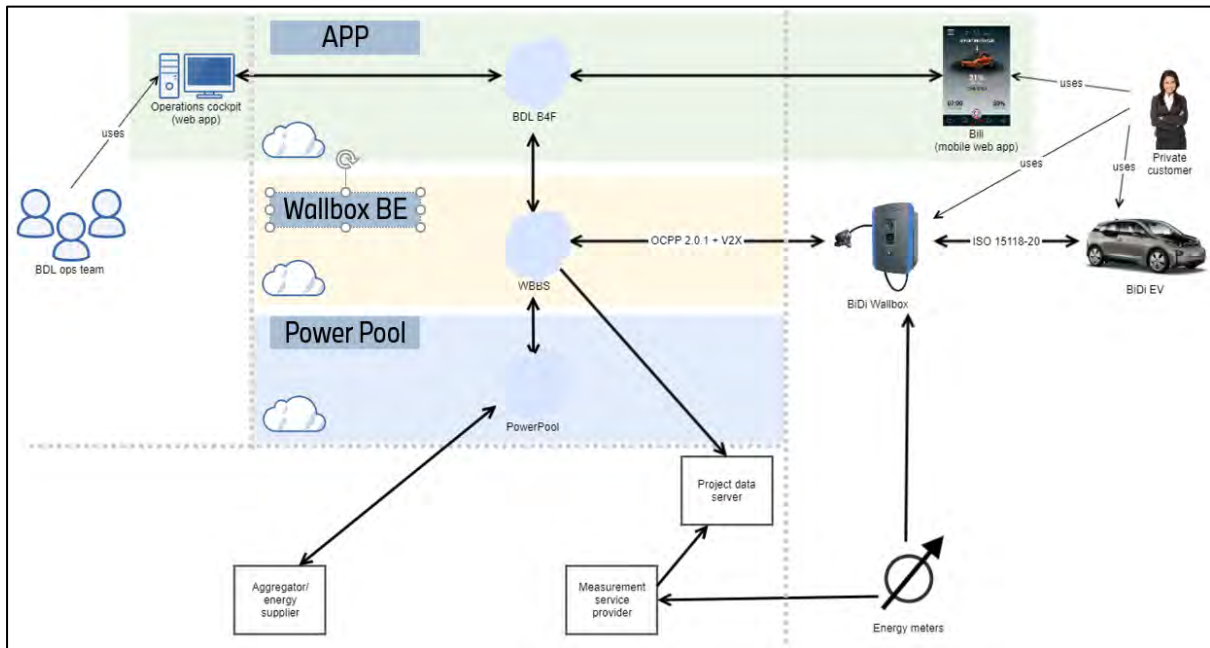 APP
Operations cockpit
(web app)
BDL B4F
Bili
(mobile web app)
Private
customer
uses
uses
uses
uses
BDL ops team
Wallbox BE
WBBS
OCPP 2.0.1 + V2X
BiDi Wallbox
ISO 15118-20
BiDi EV
Power Pool
PowerPool
Project data
server
Aggregator/
energy
supplier
Measurement
service
provider
Energy meters